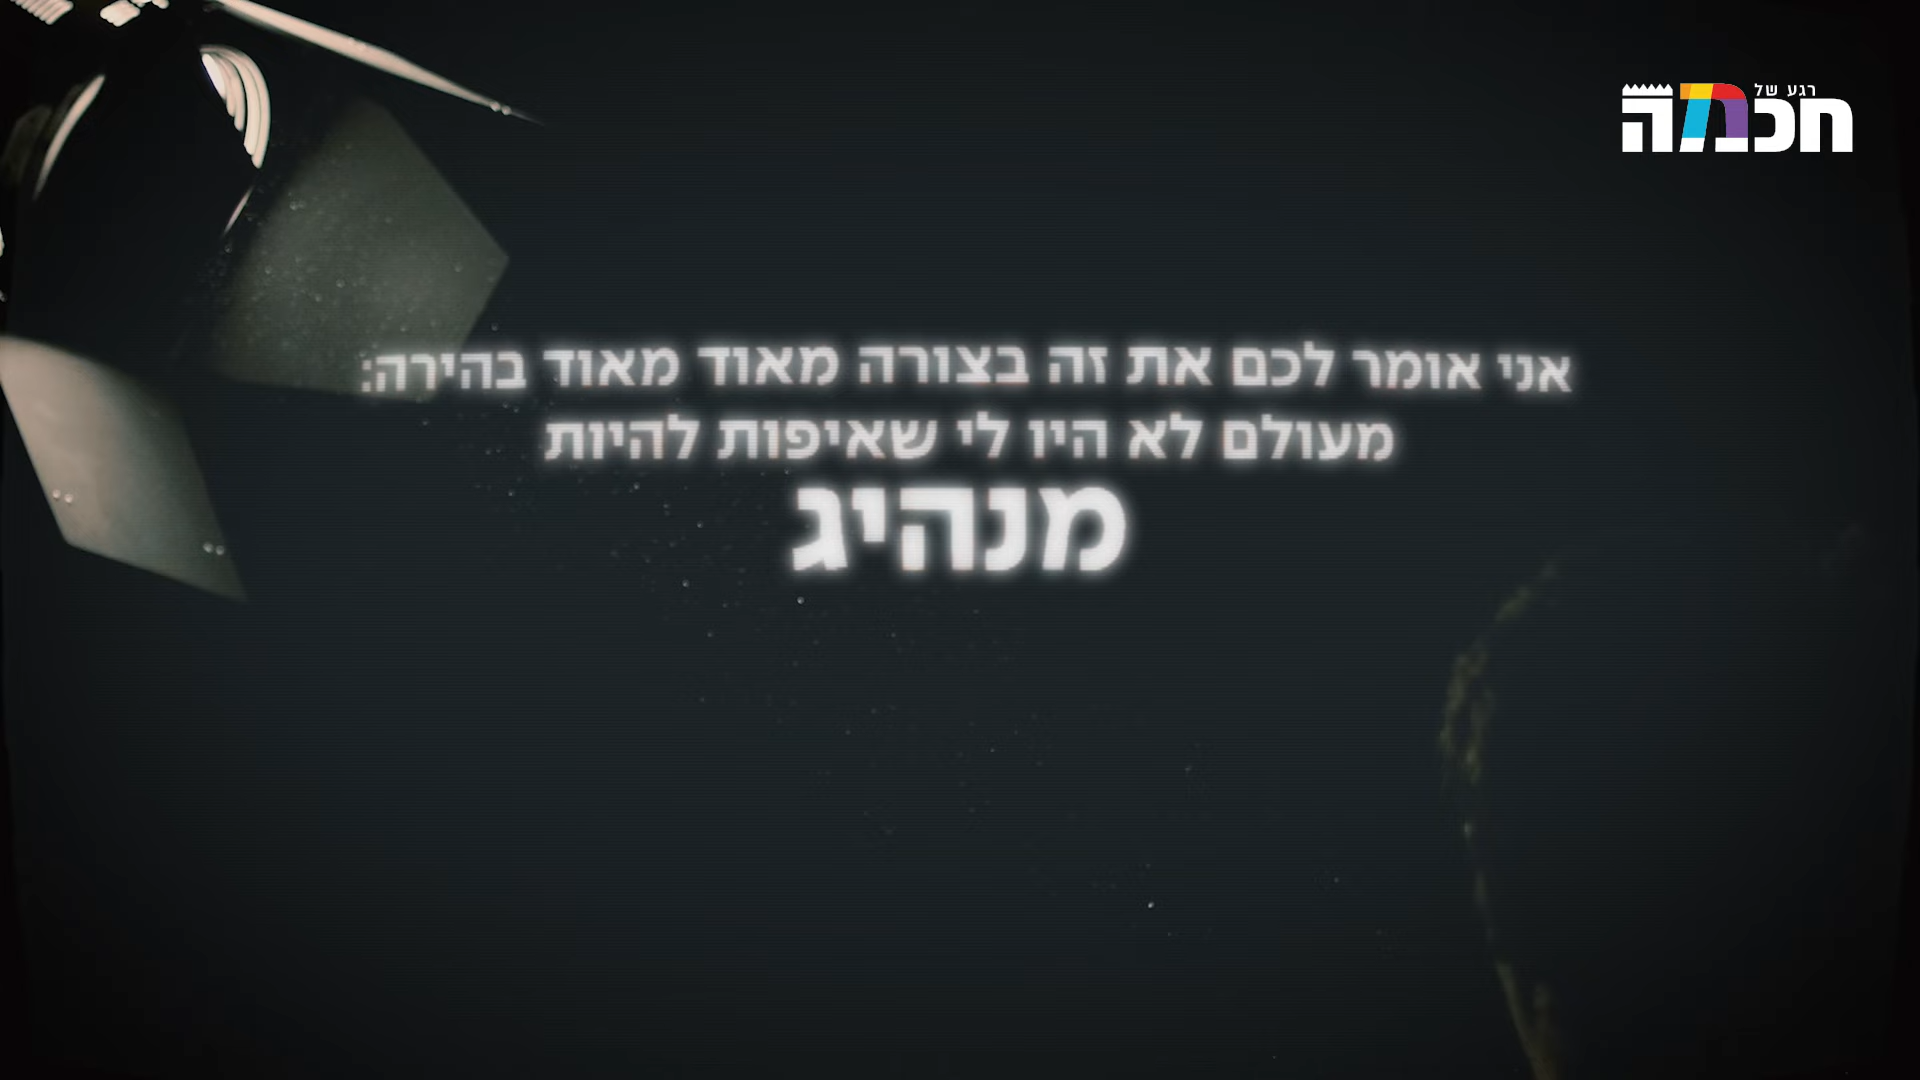 רגע של
חכמה
אני אומר לכם את זה בצורה מאוד מאוד בהירה:
מעולם לא היו לי שאיפות להיות
מנהיג